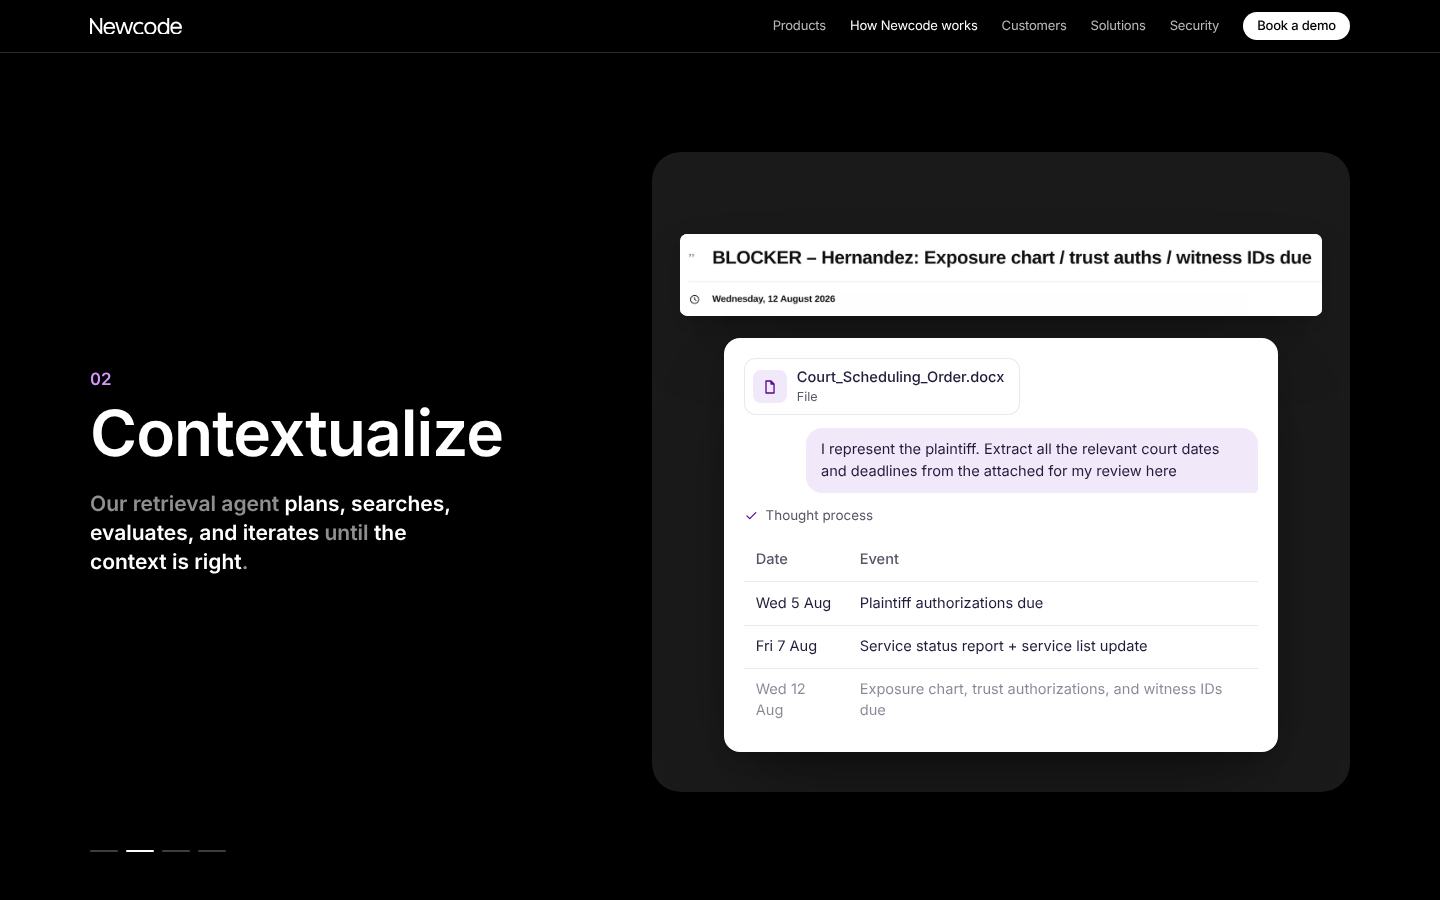 Newcode
Products
How Newcode works
Customers
Solutions
Security
Book a demo
02
Contextualize
Our retrieval agent plans, searches,
evaluates, and iterates until the
context is right.
BLOCKER – Hernandez: Exposure chart / trust auths / witness IDs due
Wednesday, 12 August 2026
Court_Scheduling_Order.docx
File
I represent the plaintiff. Extract all the relevant court dates
and deadlines from the attached for my review here
Thought process
Date Event
Wed 5 Aug Plaintiff authorizations due
Fri 7 Aug Service status report + service list update
Wed 12 Exposure chart, trust authorizations, and witness IDs
Aug due